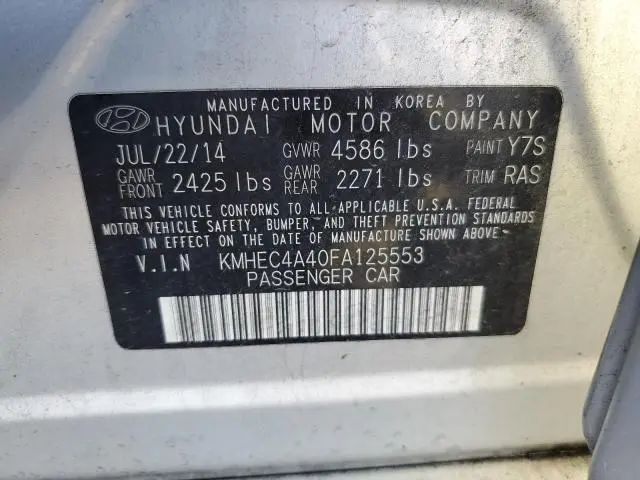 MANUFACTURED IN KOREA BY
HYUNDAI MOTOR COMPANY
JUL/22/14 GVWR 4586 lbs PAINT Y7S
GAWR FRONT 2425 lbs GAWR REAR 2271 lbs TRIM RAS
THIS VEHICLE CONFORMS TO ALL APPLICABLE U.S.A. FEDERAL
MOTOR VEHICLE SAFETY, BUMPER, AND THEFT PREVENTION STANDARDS
IN EFFECT ON THE DATE OF MANUFACTURE SHOWN ABOVE.
V.I.N KMHEC4A40FA125553
PASSENGER CAR